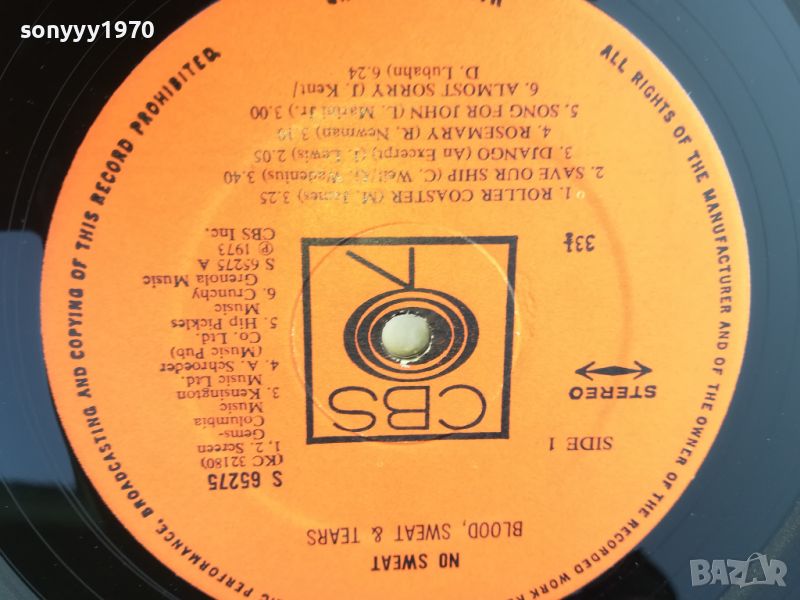 sonyyy1970
NO SWEAT
BLOOD, SWEAT & TEARS
S 65275
(KC 32180)
1, 2. Screen
Gems-
Columbia
Music
3. Kensington
Music Ltd.
4. A. Schroeder
(Music Pub)
Co. Ltd.
5. Hip Pickles
Music
6. Crunchy
Grenola Music
S 65275 A
℗ 1973
CBS Inc.
SIDE 1
STEREO
33⅓
CBS
1. ROLLER COASTER (M. James) 3.25
2. SAVE OUR SHIP (C. Weil/G. Wadenius) 3.40
3. DJANGO (An Excerpt) (J. Lewis) 2.05
4. ROSEMARY (R. Newman) 3.10
5. SONG FOR JOHN (L. Marini Jr.) 3.00
6. ALMOST SORRY (J. Kent/
D. Lubahn) 6.24
ALL RIGHTS OF THE MANUFACTURER AND OF THE OWNER OF THE RECORDED WORK
PERFORMANCE, BROADCASTING AND COPYING OF THIS RECORD PROHIBITED.
BAZAR